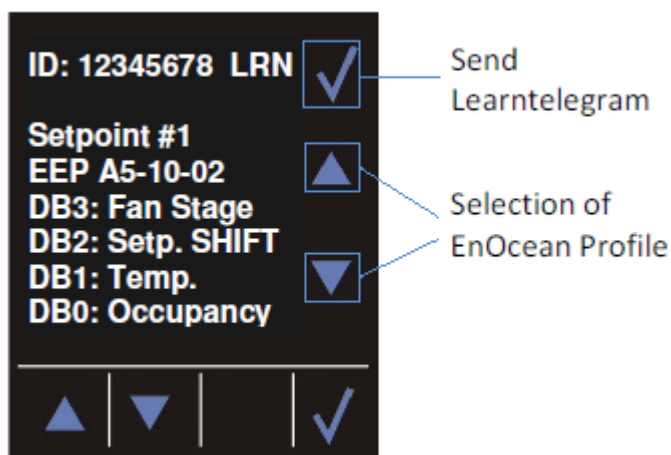 ID: 12345678 LRN
Send
Learntelegram
Setpoint #1
EEP A5-10-02
DB3: Fan Stage
DB2: Setp. SHIFT
DB1: Temp.
DB0: Occupancy
Selection of
EnOcean Profile